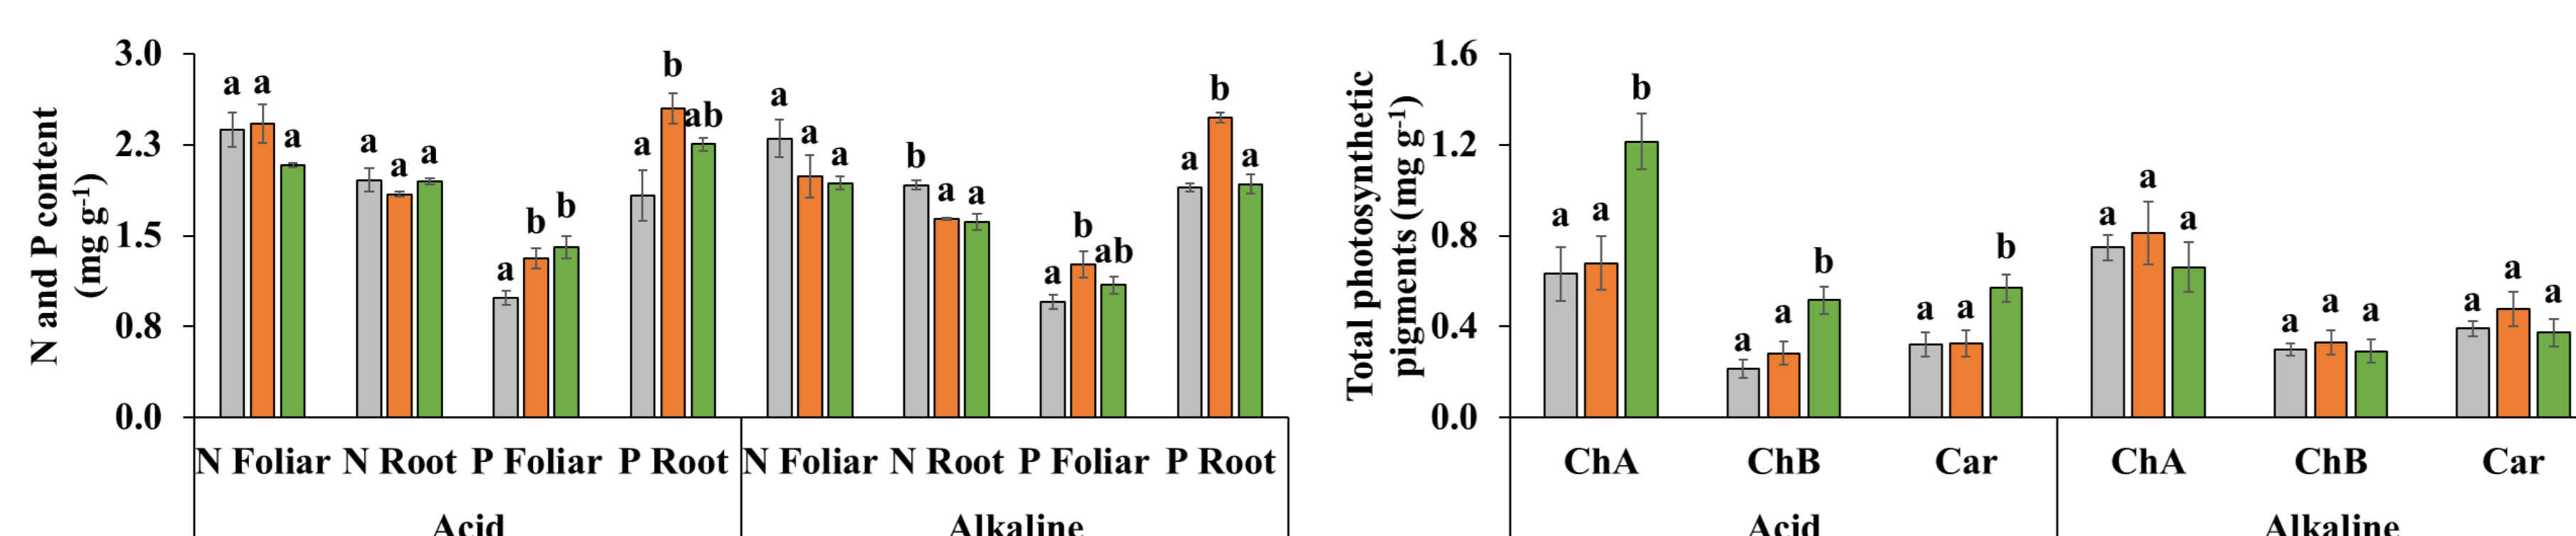 N and P content
(mg g-1)
3.0
2.3
1.5
0.8
0.0
a a a
a a a
a b b
a b ab
a a a
b a a
a b ab
a b a
N Foliar N Root P Foliar P Root N Foliar N Root P Foliar P Root
Acid Alkaline
Total photosynthetic
pigments (mg g-1)
1.6
1.2
0.8
0.4
0.0
a a b
a a b
a a b
a a a
a a a
a a a
ChA ChB Car ChA ChB Car
Acid Alkaline